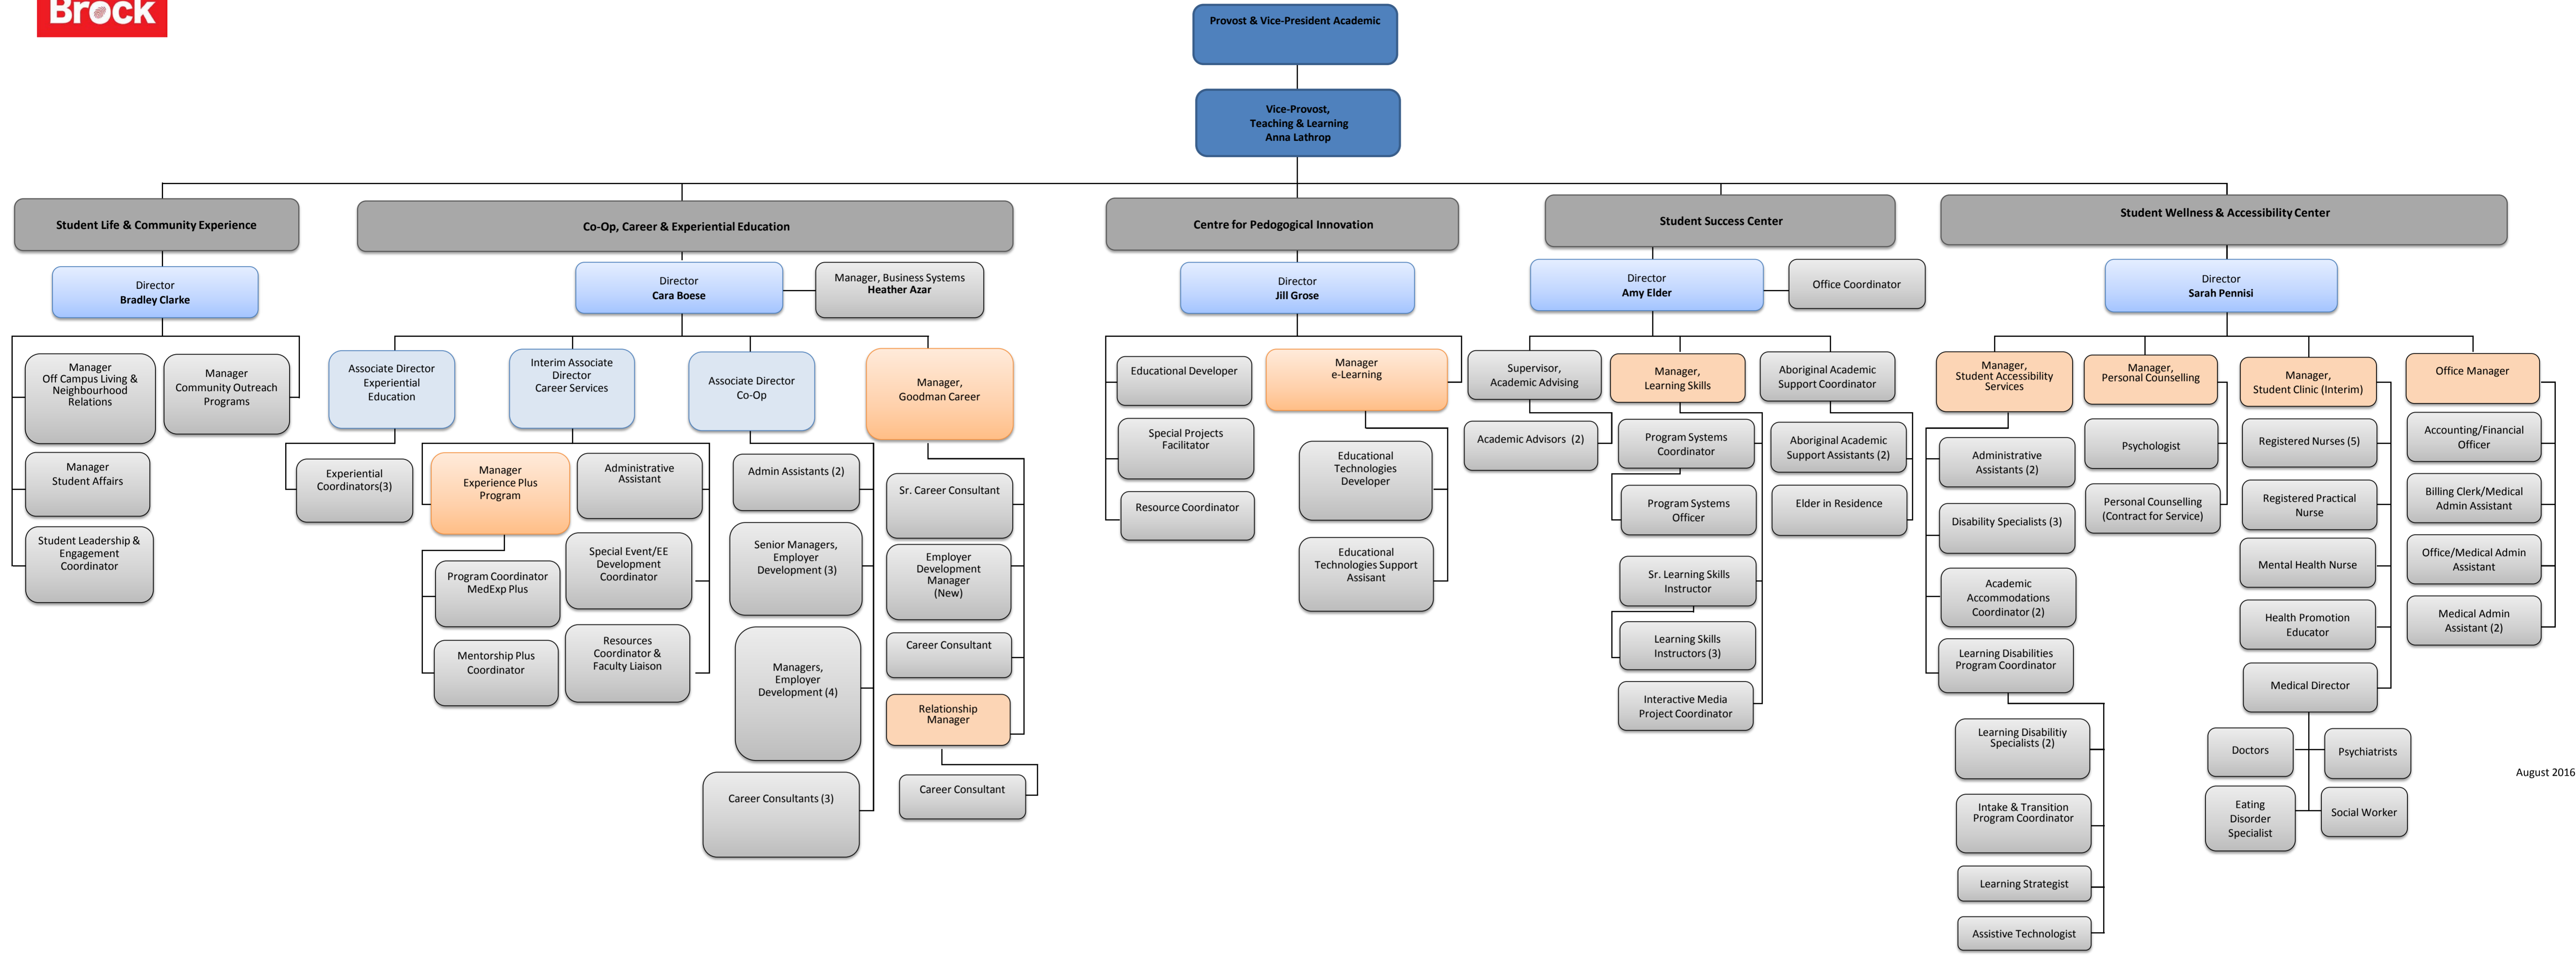 Brock
Provost & Vice-President Academic
Vice-Provost,
Teaching & Learning
Anna Lathrop
Student Life & Community Experience
Co-Op, Career & Experiential Education
Centre for Pedogogical Innovation
Student Success Center
Student Wellness & Accessibility Center
Director
Bradley Clarke
Director
Cara Boese
Manager, Business Systems
Heather Azar
Director
Jill Grose
Director
Amy Elder
Office Coordinator
Director
Sarah Pennisi
Manager
Off Campus Living &
Neighbourhood
Relations
Manager
Community Outreach
Programs
Manager
Student Affairs
Student Leadership &
Engagement
Coordinator
Associate Director
Experiential
Education
Experiential
Coordinators(3)
Interim Associate
Director
Career Services
Manager
Experience Plus
Program
Program Coordinator
MedExp Plus
Mentorship Plus
Coordinator
Administrative
Assistant
Special Event/EE
Development
Coordinator
Resources
Coordinator &
Faculty Liaison
Associate Director
Co-Op
Admin Assistants (2)
Senior Managers,
Employer
Development (3)
Managers,
Employer
Development (4)
Career Consultants (3)
Manager,
Goodman Career
Sr. Career Consultant
Employer
Development
Manager
(New)
Career Consultant
Relationship
Manager
Career Consultant
Educational Developer
Special Projects
Facilitator
Resource Coordinator
Manager
e-Learning
Educational
Technologies
Developer
Educational
Technologies Support
Assisant
Supervisor,
Academic Advising
Academic Advisors (2)
Manager,
Learning Skills
Program Systems
Coordinator
Program Systems
Officer
Sr. Learning Skills
Instructor
Learning Skills
Instructors (3)
Interactive Media
Project Coordinator
Aboriginal Academic
Support Coordinator
Aboriginal Academic
Support Assistants (2)
Elder in Residence
Manager,
Student Accessibility
Services
Administrative
Assistants (2)
Disability Specialists (3)
Academic
Accommodations
Coordinator (2)
Learning Disabilities
Program Coordinator
Learning Disabilitiy
Specialists (2)
Intake & Transition
Program Coordinator
Learning Strategist
Assistive Technologist
Manager,
Personal Counselling
Psychologist
Personal Counselling
(Contract for Service)
Manager,
Student Clinic (Interim)
Registered Nurses (5)
Registered Practical
Nurse
Mental Health Nurse
Health Promotion
Educator
Medical Director
Doctors
Psychiatrists
Eating
Disorder
Specialist
Social Worker
Office Manager
Accounting/Financial
Officer
Billing Clerk/Medical
Admin Assistant
Office/Medical Admin
Assistant
Medical Admin
Assistant (2)
August 2016